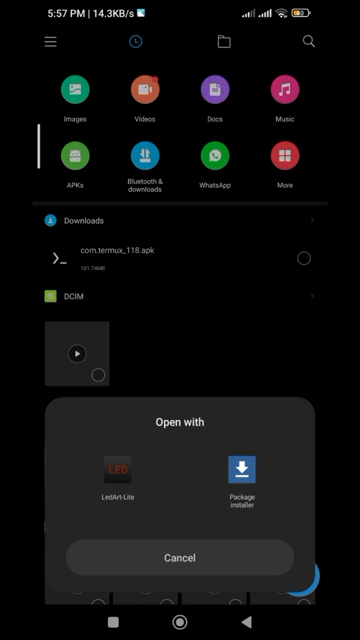 5:57 PM | 14.3KB/s
Images
Videos
Docs
Music
APKs
Bluetooth &
downloads
WhatsApp
More
Downloads
com.termux_118.apk
101.74MB
DCIM
Open with
LED
LedArt-Lite
Package
installer
Cancel